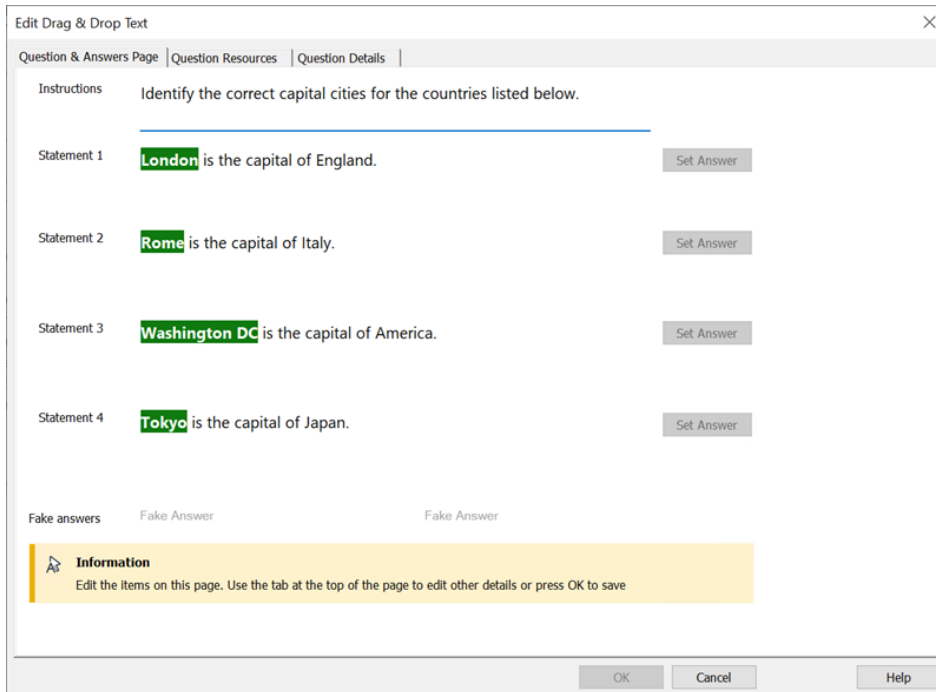 Edit Drag & Drop Text
Question & Answers Page Question Resources Question Details
Instructions Identify the correct capital cities for the countries listed below.
Statement 1 London is the capital of England. Set Answer
Statement 2 Rome is the capital of Italy. Set Answer
Statement 3 Washington DC is the capital of America. Set Answer
Statement 4 Tokyo is the capital of Japan. Set Answer
Fake answers Fake Answer Fake Answer
Information
Edit the items on this page. Use the tab at the top of the page to edit other details or press OK to save
OK Cancel Help